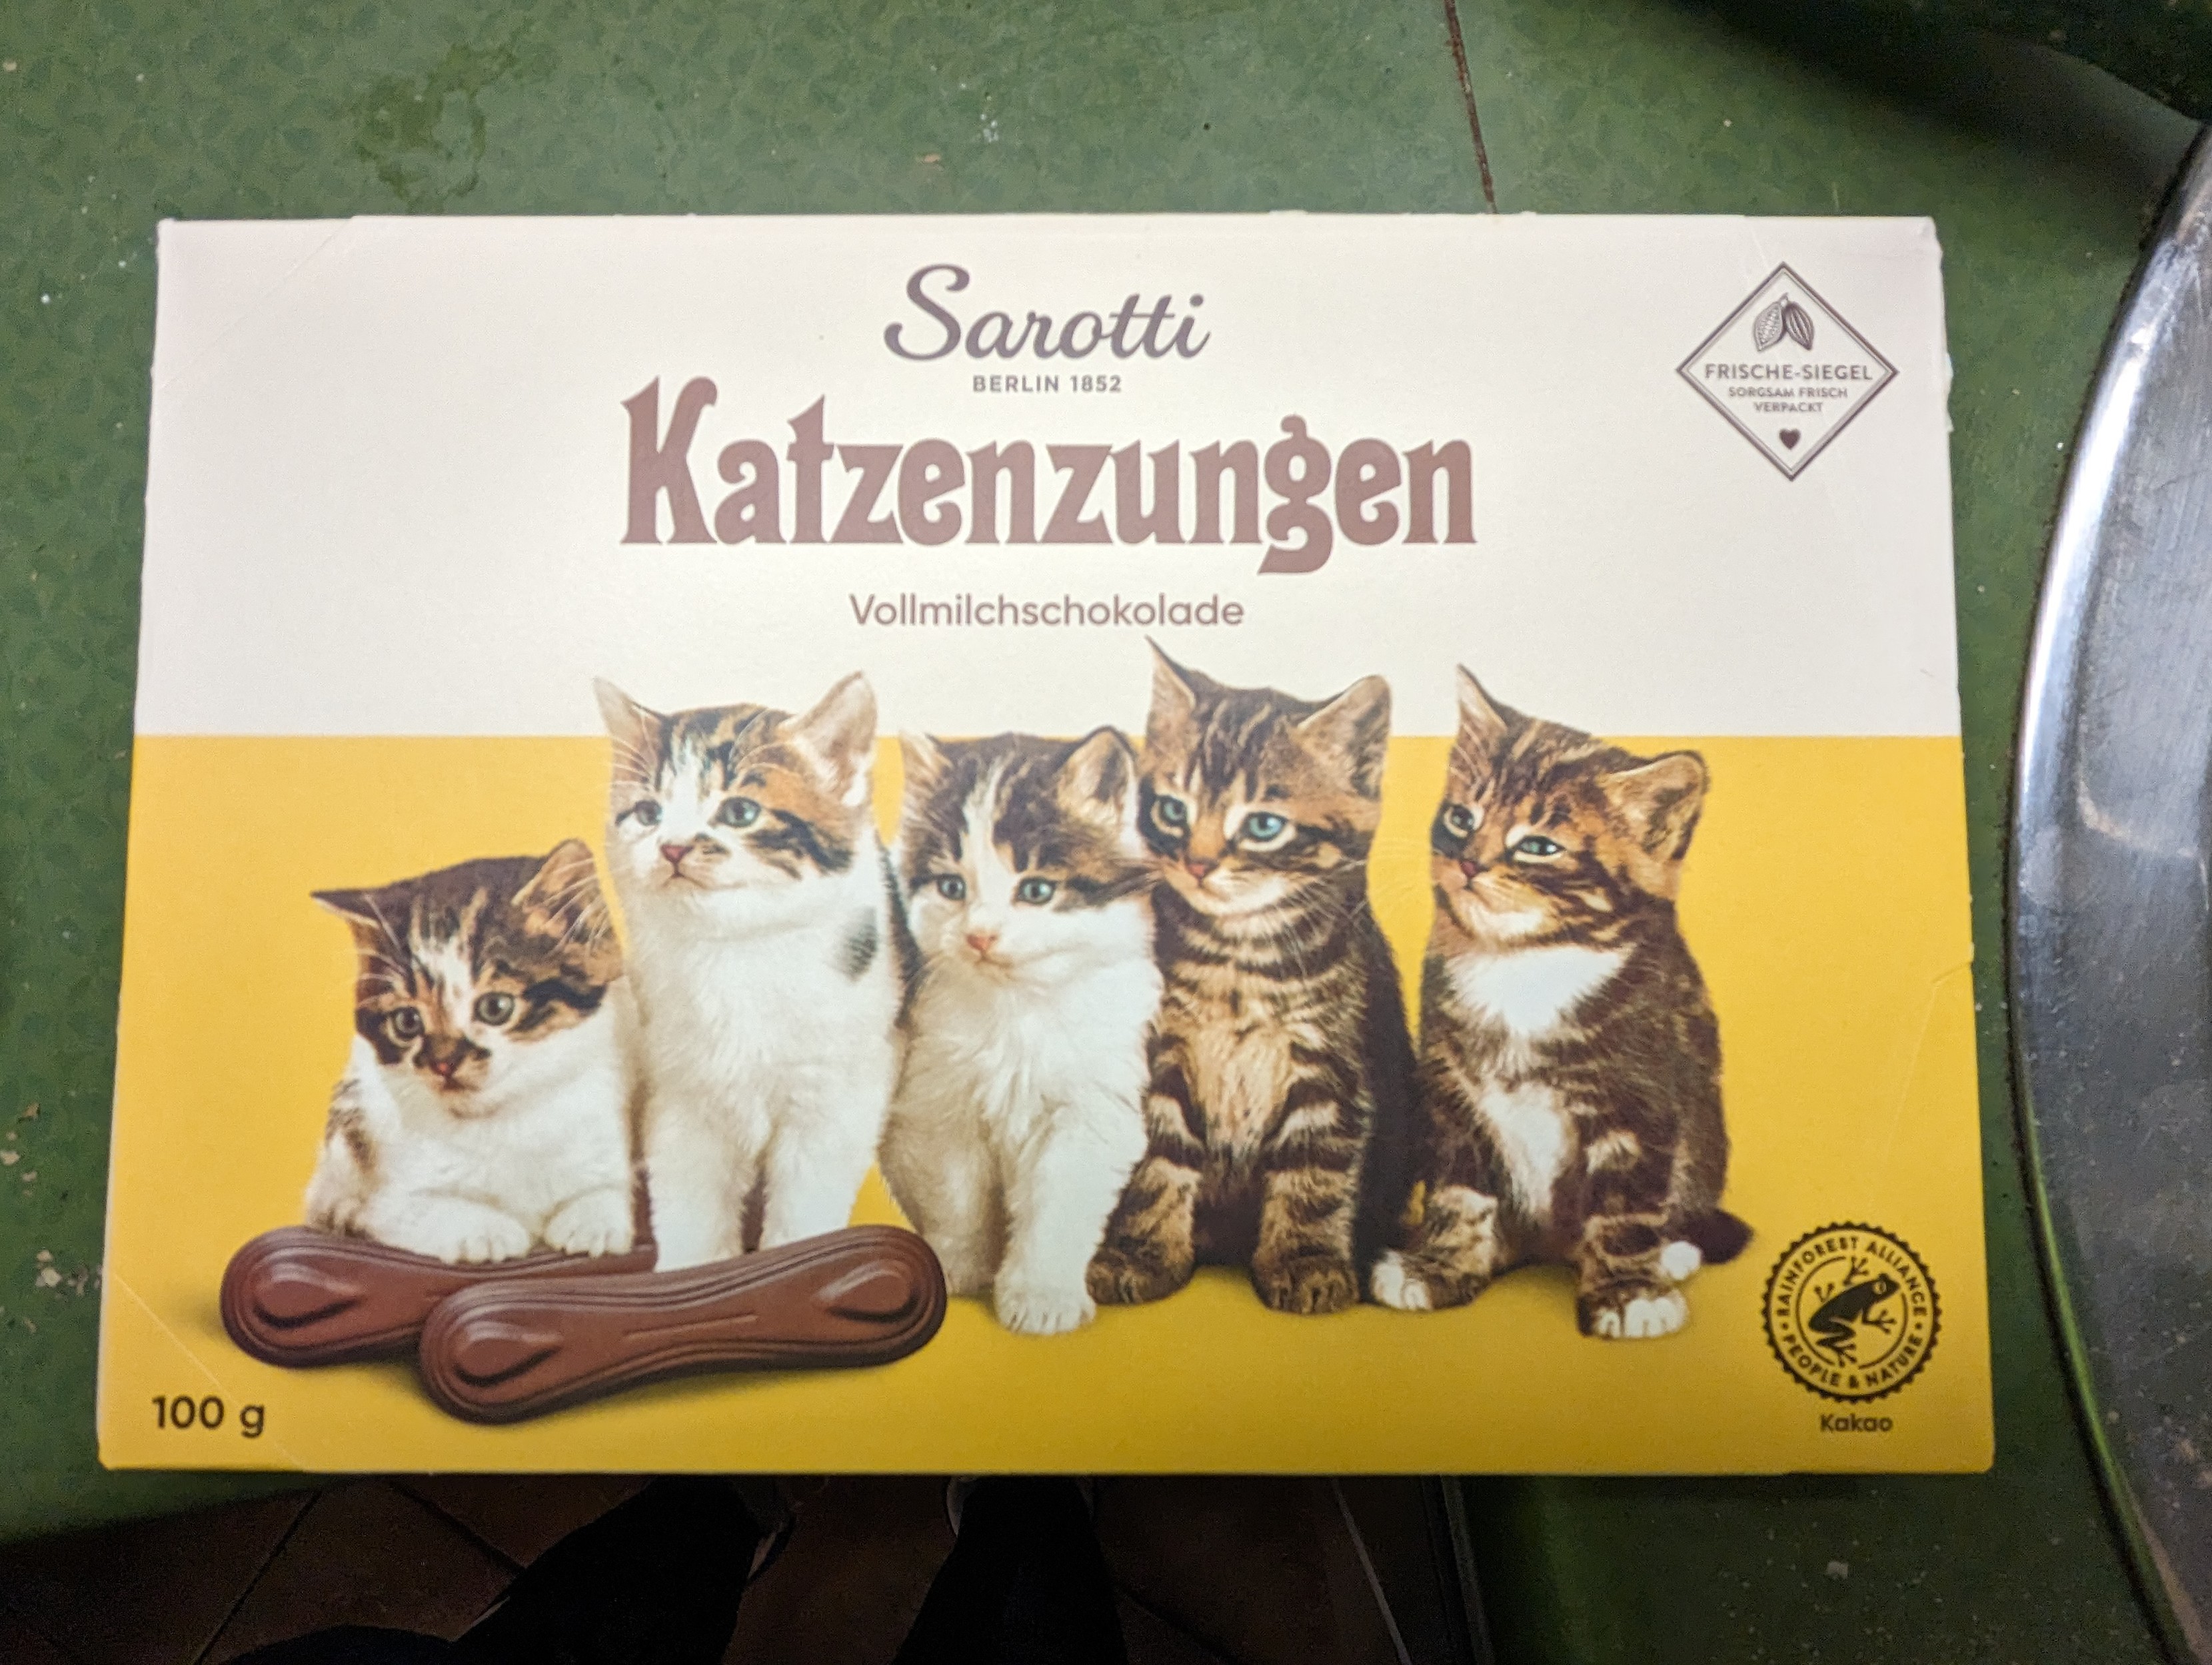 Sarotti
BERLIN 1852
Katzenzungen
Vollmilchschokolade
FRISCHE-SIEGEL
SORGSAM FRISCH
VERPACKT
100 g
RAINFOREST ALLIANCE
PEOPLE & NATURE
Kakao